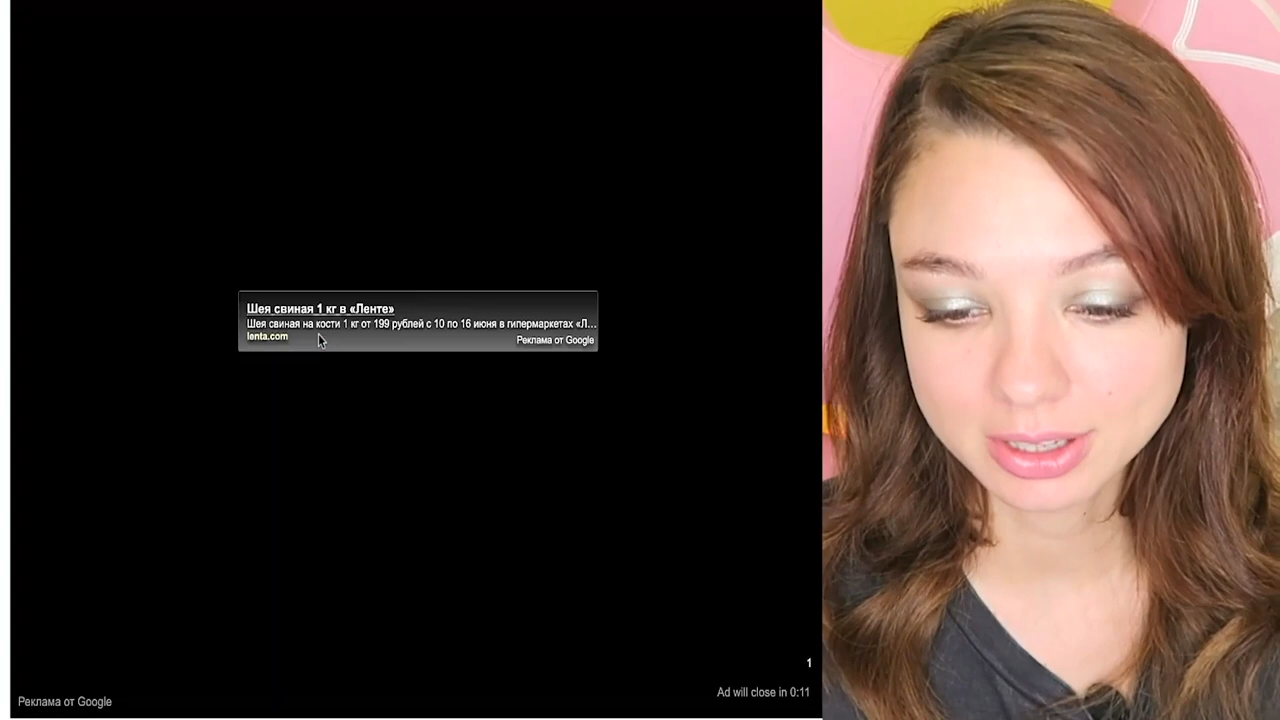 Шея свиная 1 кг в «Ленте»
Шея свиная на кости 1 кг от 199 рублей с 10 по 16 июня в гипермаркетах «Л...
lenta.com
Реклама от Google
1
Ad will close in 0:11
Реклама от Google